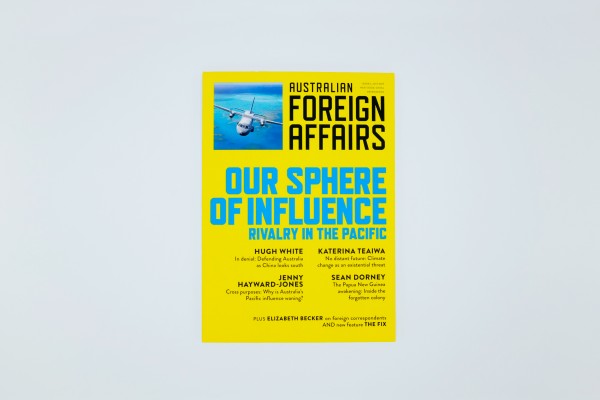 AUSTRALIAN
FOREIGN
AFFAIRS
OUR SPHERE
OF INFLUENCE
RIVALRY IN THE PACIFIC
HUGH WHITE
In denial: Defending Australia
as China looks south
KATERINA TEAIWA
No distant future: Climate
change as an existential threat
JENNY
HAYWARD-JONES
Cross purposes: Why is Australia's
Pacific influence waning?
SEAN DORNEY
The Papua New Guinea
awakening: Inside the
forgotten colony
PLUS ELIZABETH BECKER on foreign correspondents
AND new feature THE FIX